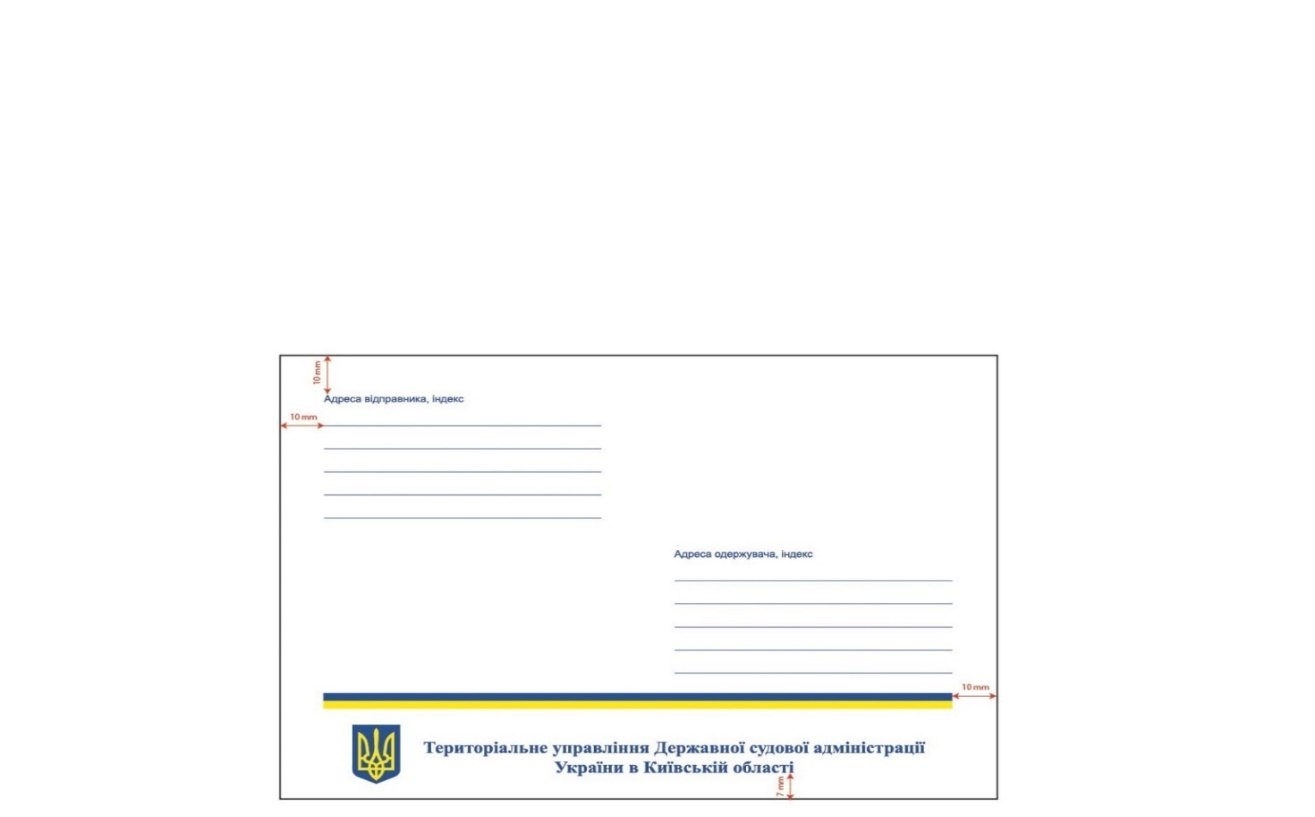 10 mm
Адреса відправника, індекс
10 mm
Адреса одержувача, індекс
10 mm
Територіальне управління Державної судової адміністрації
України в Київській області
7 mm